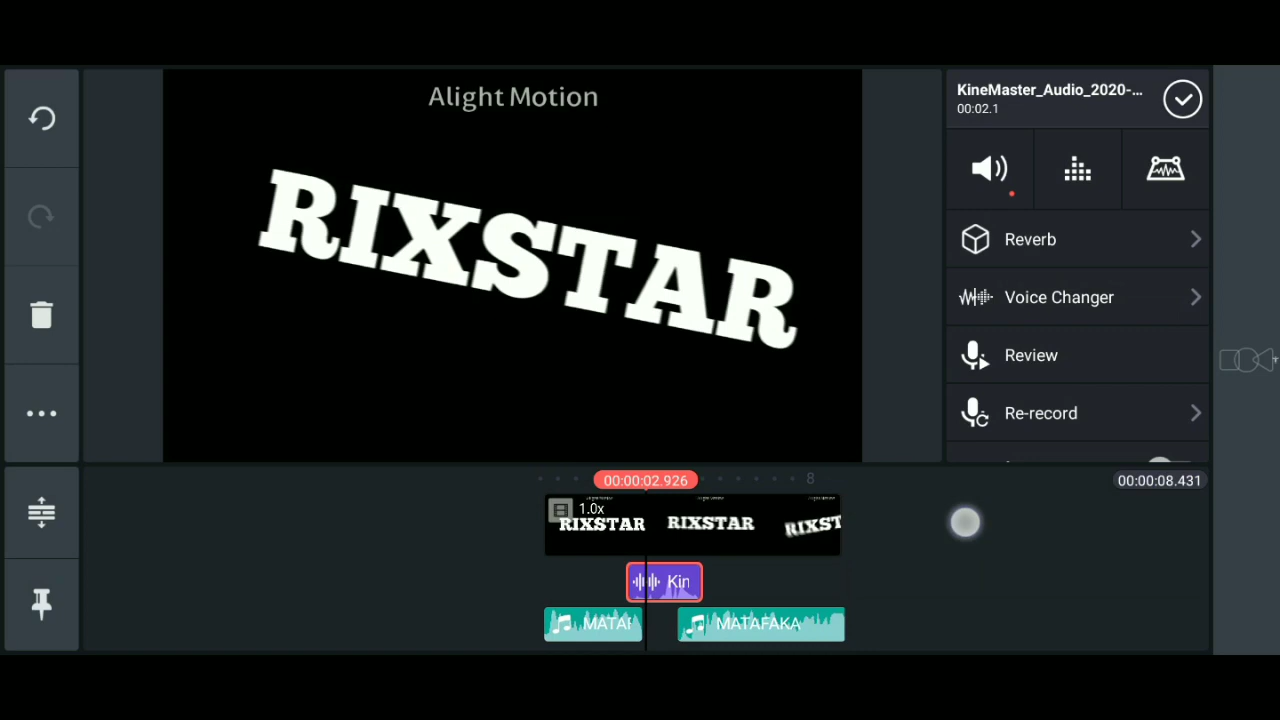 Alight Motion
RIXSTAR
KineMaster_Audio_2020-...
00:02.1
Reverb
Voice Changer
Review
Re-record
00:00:02.926
8
00:00:08.431
1.0x
RIXSTAR
RIXSTAR
RIXST
Kin
MATAF
MATAFAKA